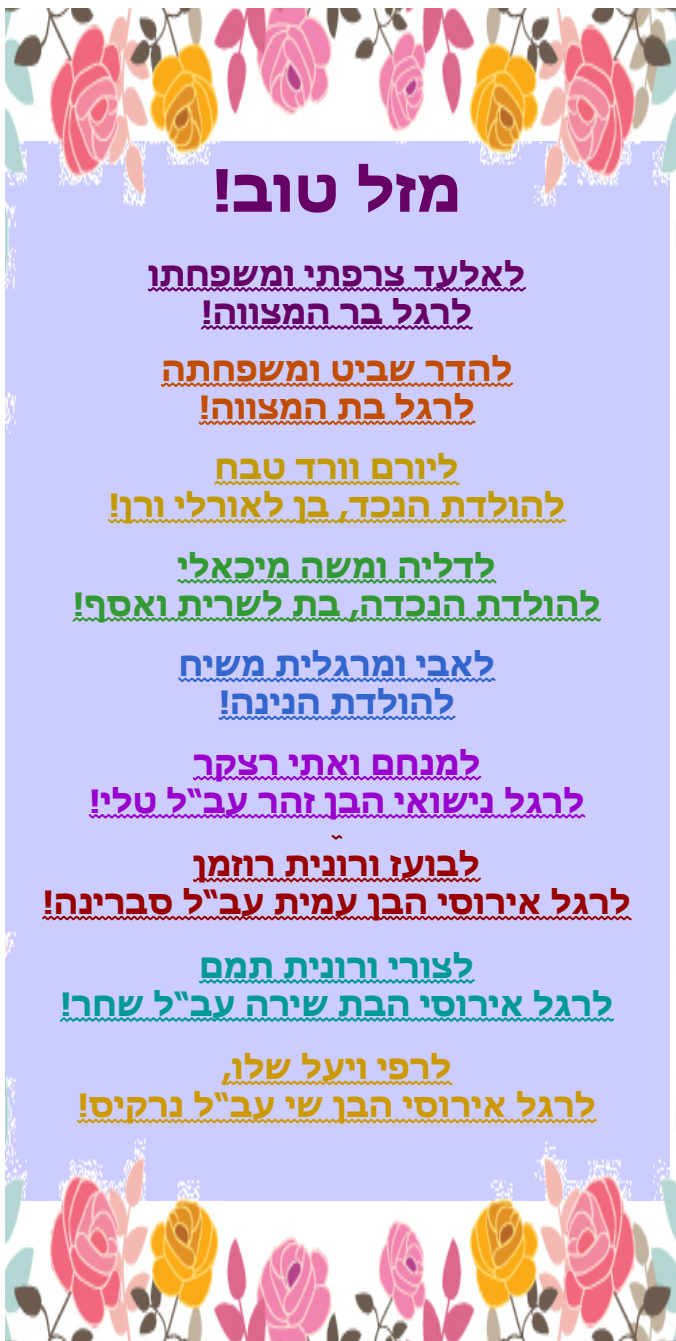 מזל טוב!
לאלעד צרפתי ומשפחתו
לרגל בר המצווה!
להדר שביט ומשפחתה
לרגל בת המצווה!
ליורם וורד טבח
להולדת הנכד, בן לאורלי ורן!
לדליה ומשה מיכאלי
להולדת הנכדה, בת לשרית ואסף!
לאבי ומרגלית משיח
להולדת הנינה!
למנחם ואתי רצקר
לרגל נישואי הבן זהר עב"ל טלי!
לבועז ורונית רוזמן
לרגל אירוסי הבן עמית עב"ל סברינה!
לצורי ורונית תמם
לרגל אירוסי הבת שירה עב"ל שחר!
לרפי ויעל שלו,
לרגל אירוסי הבן שי עב"ל נרקיס!